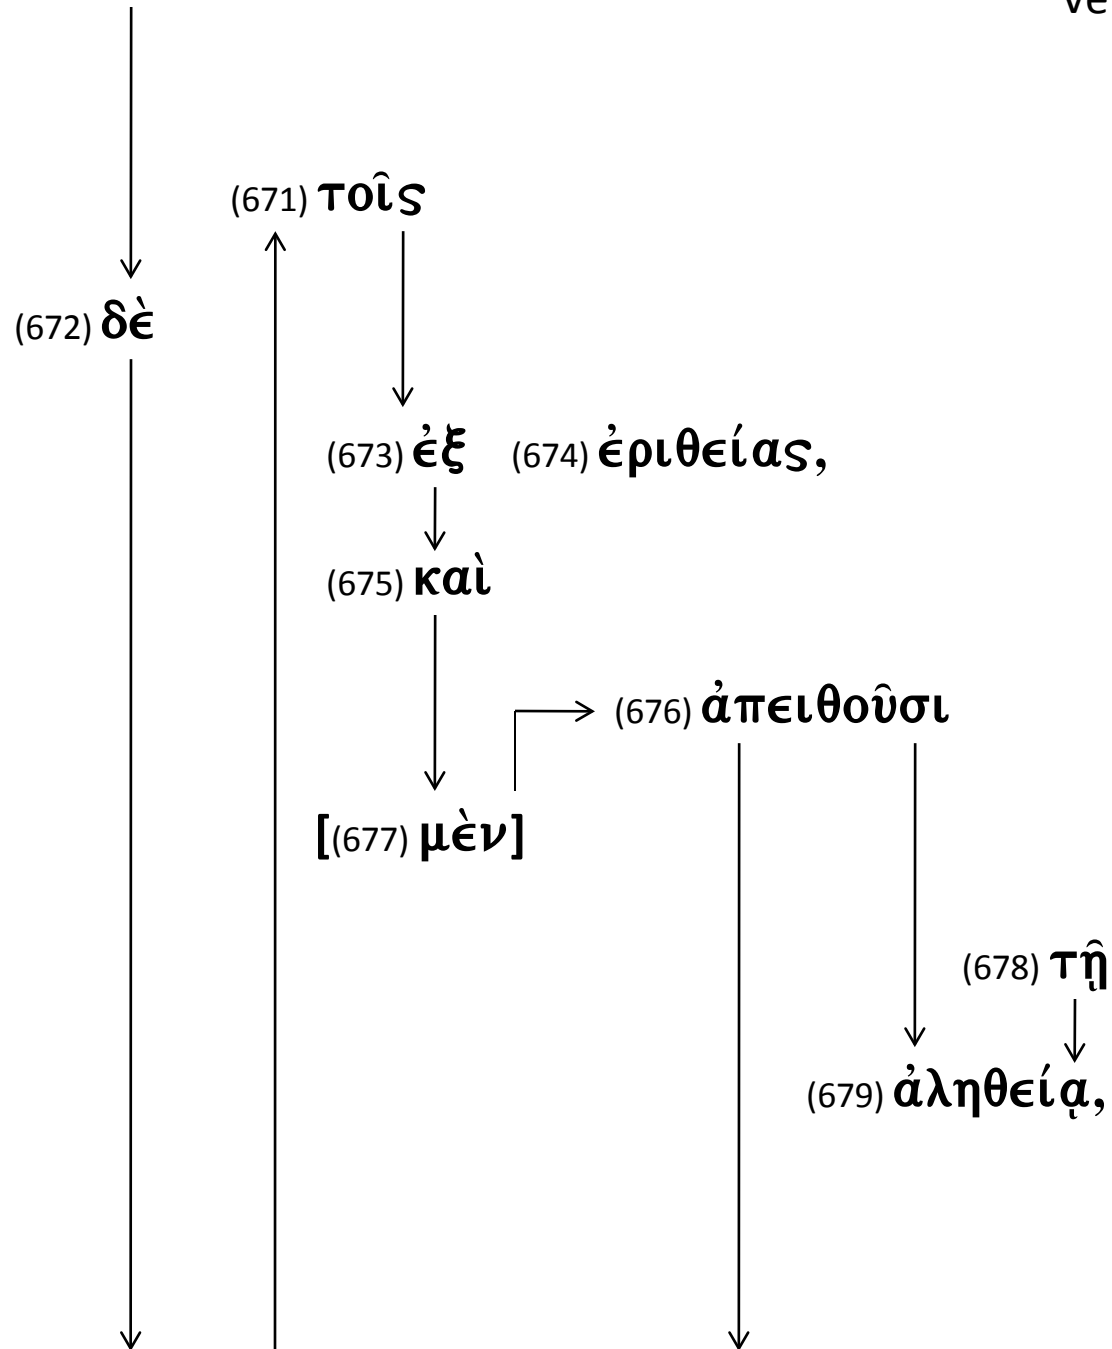 ve
(671) τοῖς
(672) δὲ
(673) ἐξ (674) ἐριθείας,
(675) καὶ
(676) ἀπειθοῦσι
[(677) μὲν]
(678) τῇ
(679) ἀληθείᾳ,